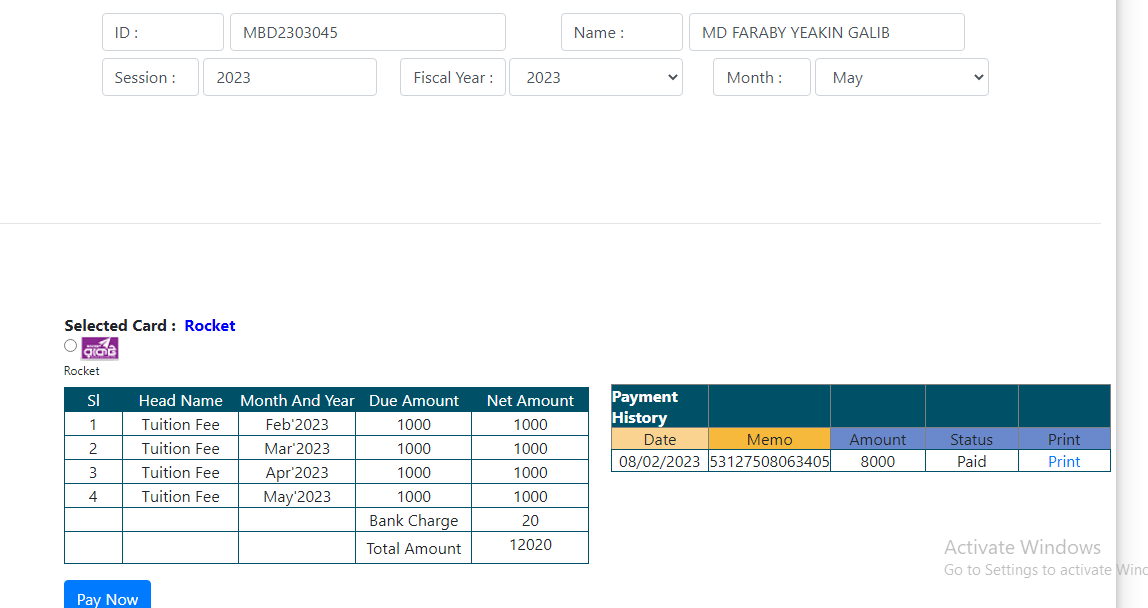 ID : MBD2303045 Name : MD FARABY YEAKIN GALIB
Session : 2023 Fiscal Year : 2023 Month : May
Selected Card : Rocket
রকেট
Rocket
Sl Head Name Month And Year Due Amount Net Amount
1 Tuition Fee Feb'2023 1000 1000
2 Tuition Fee Mar'2023 1000 1000
3 Tuition Fee Apr'2023 1000 1000
4 Tuition Fee May'2023 1000 1000
Bank Charge 20
Total Amount 12020
Pay Now
Payment
History
Date Memo Amount Status Print
08/02/2023 53127508063405 8000 Paid Print
Activate Windows
Go to Settings to activate Winc